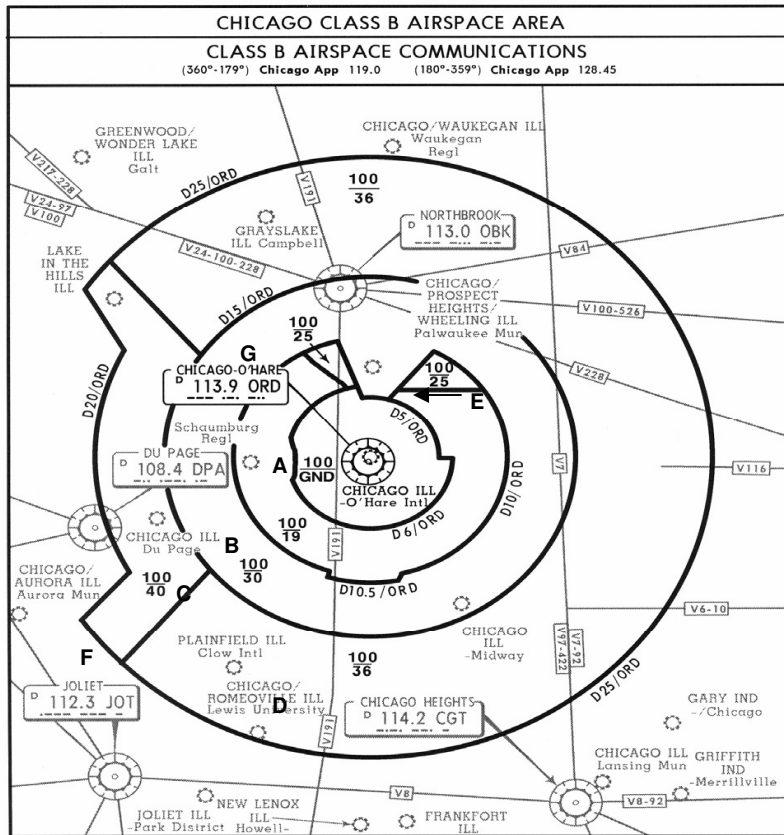 CHICAGO CLASS B AIRSPACE AREA
CLASS B AIRSPACE COMMUNICATIONS
(360°-179°) Chicago App 119.0 (180°-359°) Chicago App 128.45
GREENWOOD/
WONDER LAKE
ILL
Galt
CHICAGO/WAUKEGAN ILL
Waukegan
Regl
V217-228
V24-97
V100
D25/ORD
V191
100
36
NORTHBROOK
D 113.0 OBK
GRAYSLAKE
ILL Campbell
V24-100-228
V84
LAKE
IN THE
HILLS
ILL
D15/ORD
CHICAGO/
PROSPECT
HEIGHTS/
WHEELING ILL
Palwaukee Mun
V100-526
100
25
G
CHICAGO-O'HARE
D 113.9 ORD
100
25
E
V228
D20/ORD
D5/ORD
Schaumburg
Regl
DU PAGE
D 108.4 DPA
A
100
GND
CHICAGO ILL
-O'Hare Intl
V7
V116
D10/ORD
CHICAGO ILL
Du Page
100
19
D6/ORD
V191
B
100
30
D10.5/ORD
CHICAGO/
AURORA ILL
Aurora Mun
100
40
C
V6-10
CHICAGO
ILL
-Midway
V97-422
V7-92
PLAINFIELD ILL
Clow Intl
100
36
F
D25/ORD
JOLIET
D 112.3 JOT
CHICAGO/
ROMEOVILLE ILL
Lewis University
D
CHICAGO HEIGHTS
D 114.2 CGT
V191
GARY IND
-/Chicago
CHICAGO ILL
Lansing Mun
GRIFFITH
IND
-Merrillville
V8
V8-92
JOLIET ILL
-Park District
NEW LENOX
ILL
Howell-
FRANKFORT
ILL